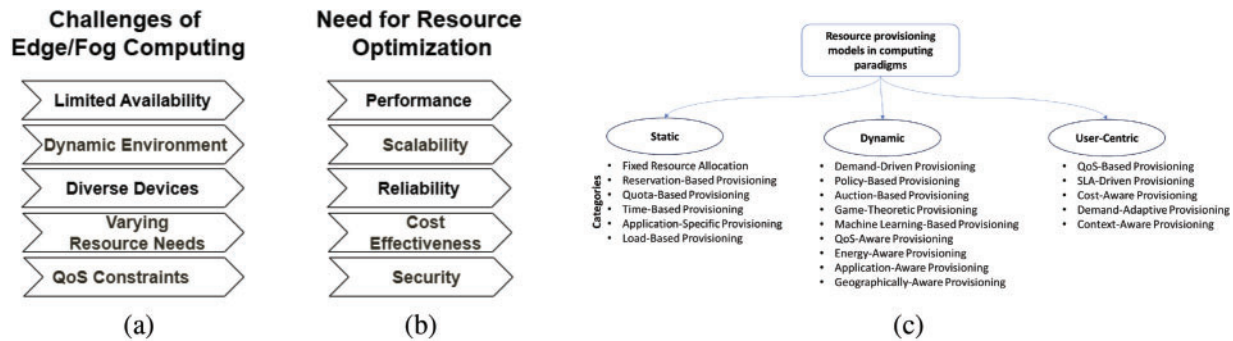 Challenges of
Edge/Fog Computing
Limited Availability
Dynamic Environment
Diverse Devices
Varying
Resource Needs
QoS Constraints
(a)
Need for Resource
Optimization
Performance
Scalability
Reliability
Cost
Effectiveness
Security
(b)
Resource provisioning
models in computing
paradigms
Categories
Static
• Fixed Resource Allocation
• Reservation-Based Provisioning
• Quota-Based Provisioning
• Time-Based Provisioning
• Application-Specific Provisioning
• Load-Based Provisioning
Dynamic
• Demand-Driven Provisioning
• Policy-Based Provisioning
• Auction-Based Provisioning
• Game-Theoretic Provisioning
• Machine Learning-Based Provisioning
• QoS-Aware Provisioning
• Energy-Aware Provisioning
• Application-Aware Provisioning
• Geographically-Aware Provisioning
User-Centric
• QoS-Based Provisioning
• SLA-Driven Provisioning
• Cost-Aware Provisioning
• Demand-Adaptive Provisioning
• Context-Aware Provisioning
(c)